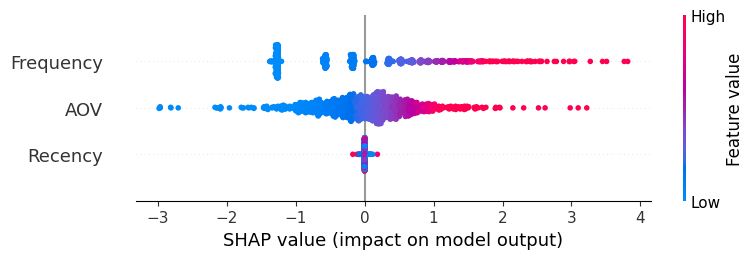 High
Frequency
AOV
Recency
Feature value
Low
−3 −2 −1 0 1 2 3 4
SHAP value (impact on model output)